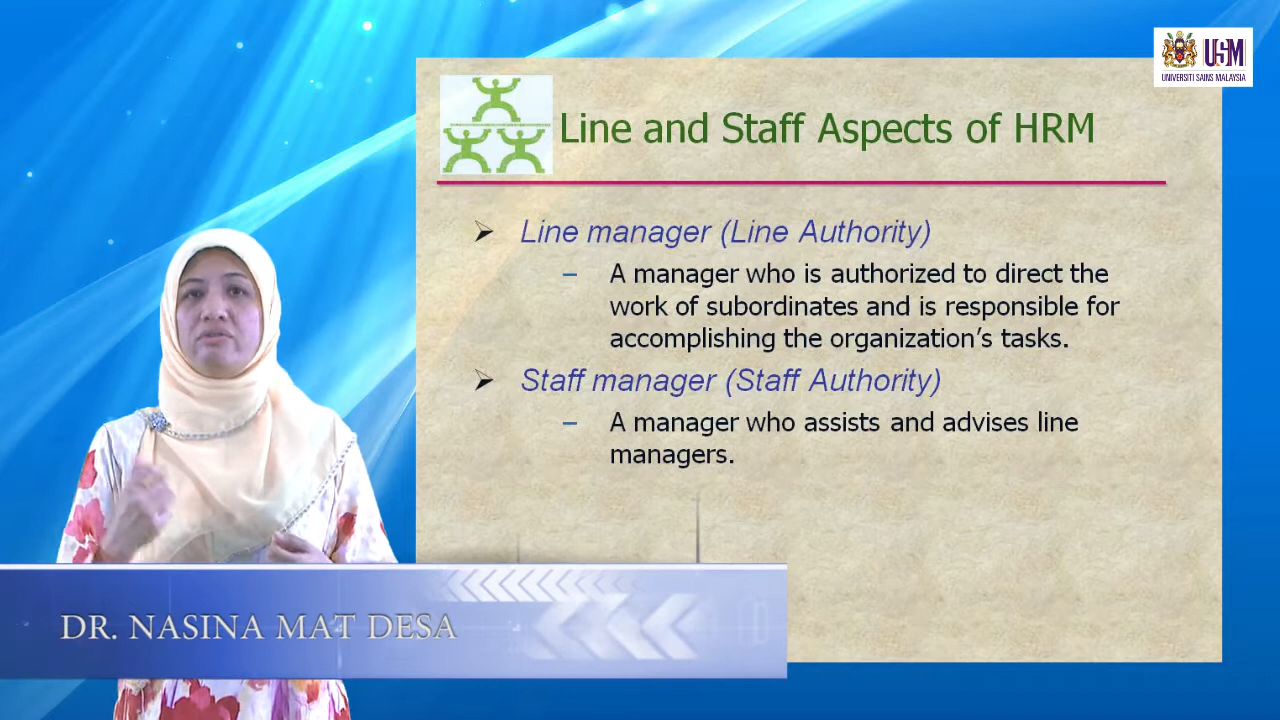 USM
UNIVERSITI SAINS MALAYSIA
Line and Staff Aspects of HRM
➢ Line manager (Line Authority)
– A manager who is authorized to direct the
work of subordinates and is responsible for
accomplishing the organization's tasks.
➢ Staff manager (Staff Authority)
– A manager who assists and advises line
managers.
DR. NASINA MAT DESA